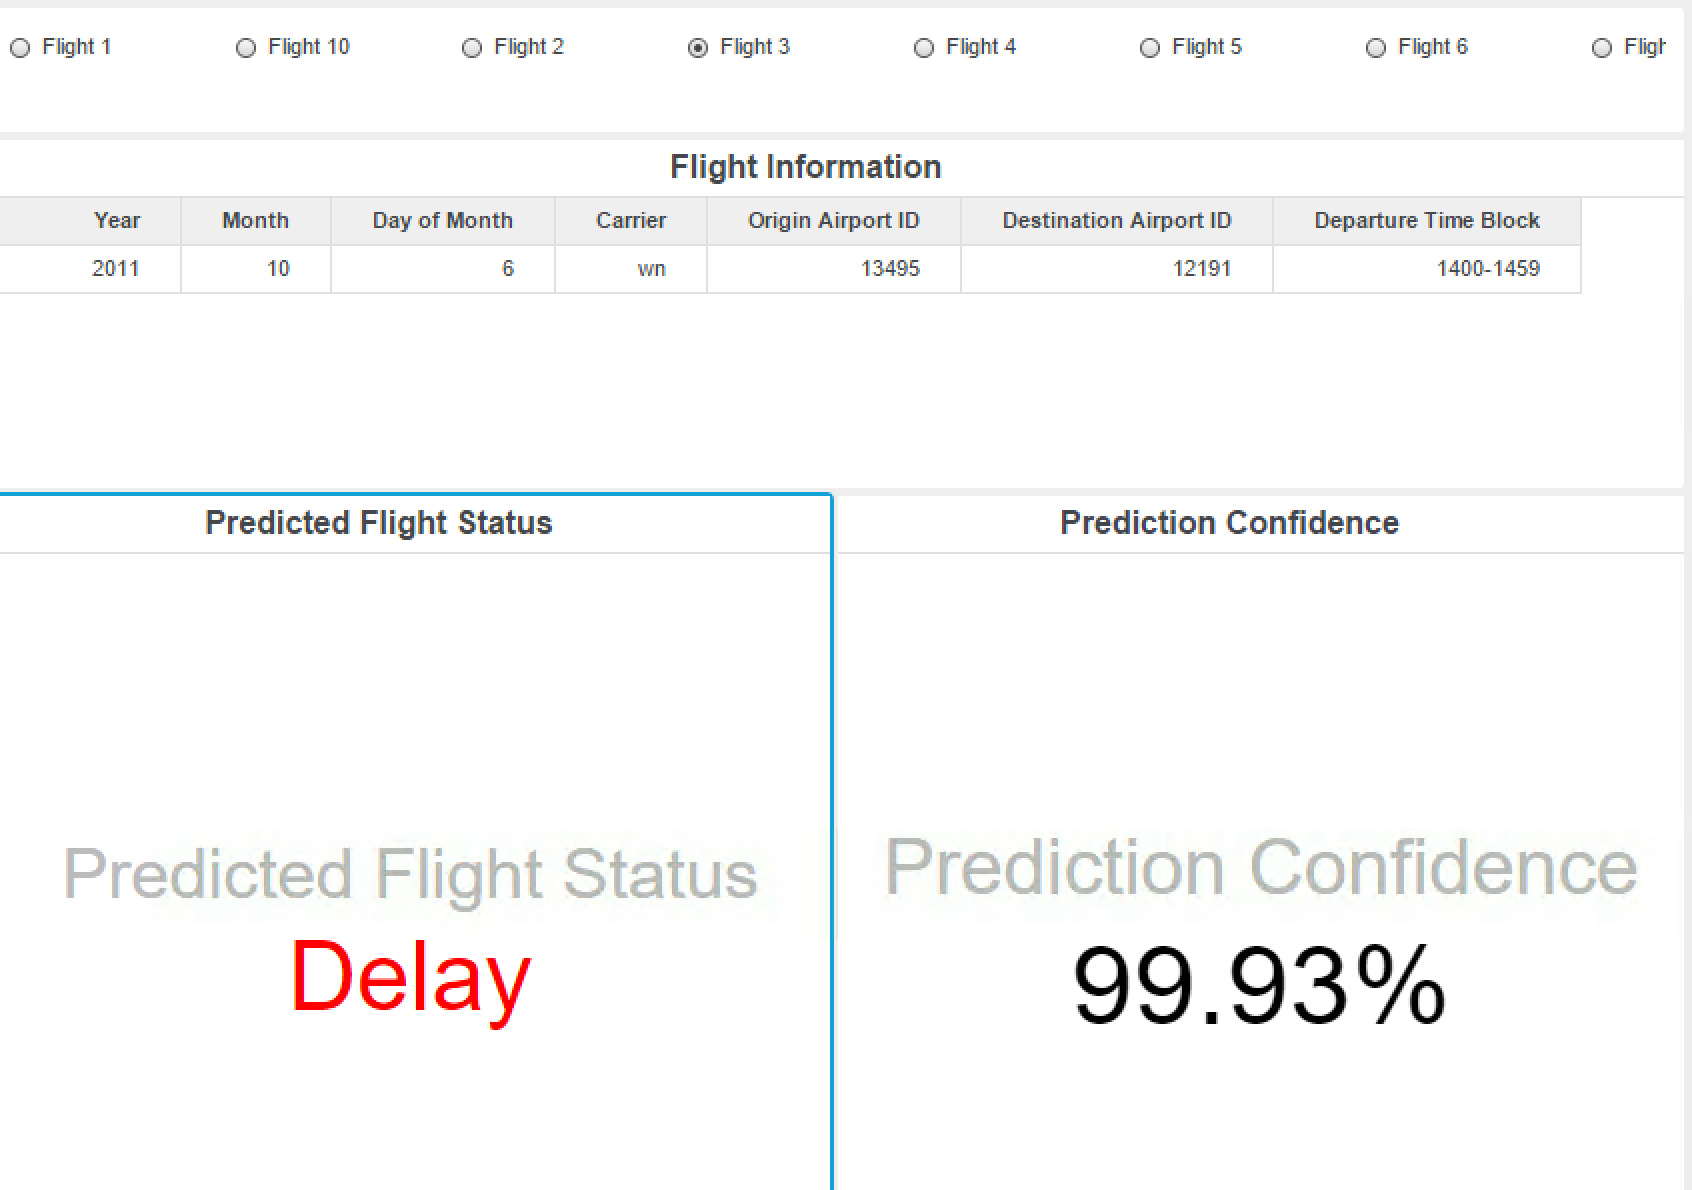 Flight 1 Flight 10 Flight 2 Flight 3 Flight 4 Flight 5 Flight 6
Flight Information
Year Month Day of Month Carrier Origin Airport ID Destination Airport ID Departure Time Block
2011 10 6 wn 13495 12191 1400-1459
Predicted Flight Status Prediction Confidence
Predicted Flight Status Prediction Confidence
Delay 99.93%